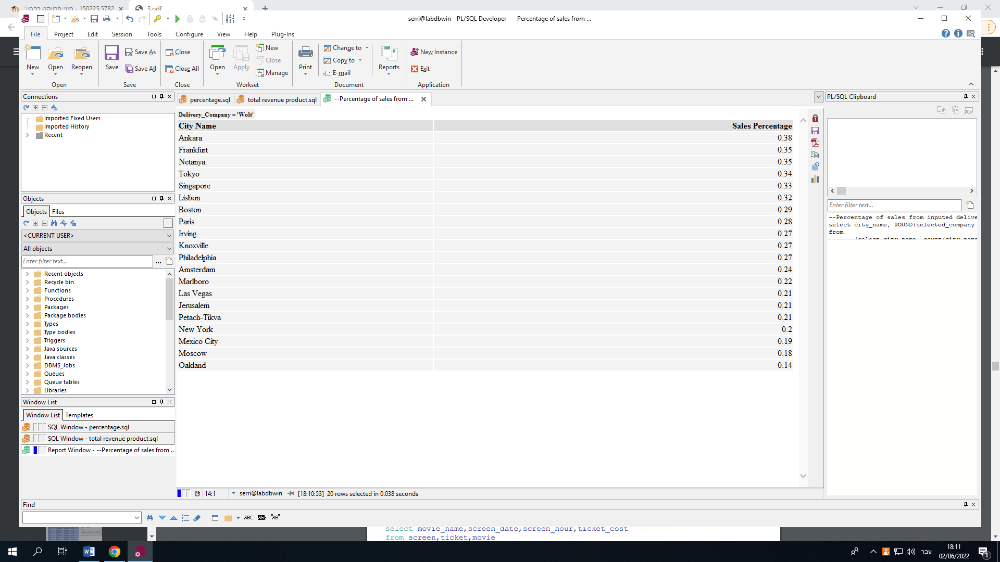 חיני פרויקט בבסיס - 150225.5782
3.pdf
serri@labdbwin - PL/SQL Developer - --Percentage of sales from ...
File Project Edit Session Tools Configure View Help Plug-Ins
New Open Reopen
Open
Save Save As Save All
Save
Close Close All
Close
Open Apply New Close Manage
Workset
Print Change to Copy to E-mail Reports
Document
New Instance
Exit
Application
Connections
Imported Fixed Users
Imported History
Recent
Objects
Objects Files
<CURRENT USER>
All objects
Enter filter text...
Recent objects
Recycle bin
Functions
Procedures
Packages
Package bodies
Types
Type bodies
Triggers
Java sources
Java classes
DBMS_Jobs
Queues
Queue tables
Libraries
Window List
Window List Templates
SQL Window - percentage.sql
SQL Window - total revenue product.sql
Report Window - --Percentage of sales from ..
percentage.sql total revenue product.sql --Percentage of sales from ...
Delivery_Company = 'Wolt'
City Name Sales Percentage
Ankara 0.38
Frankfurt 0.35
Netanya 0.35
Tokyo 0.34
Singapore 0.33
Lisbon 0.32
Boston 0.29
Paris 0.28
Irving 0.27
Knoxville 0.27
Philadelphia 0.27
Amsterdam 0.24
Marlboro 0.22
Las Vegas 0.21
Jerusalem 0.21
Petach-Tikva 0.21
New York 0.2
Mexico City 0.19
Moscow 0.18
Oakland 0.14
14:1 serri@labdbwin [18:10:53] 20 rows selected in 0.038 seconds
PL/SQL Clipboard
Enter filter text...
--Percentage of sales from inputed delive
select city_name, ROUND(selected_company
from
(select city_name, count(city_name
Find
ABC AB "AB"
select movie_name,screen_date,screen_hour,ticket_cost
from screen,ticket,movie
עבר
18:11
02/06/2022
1